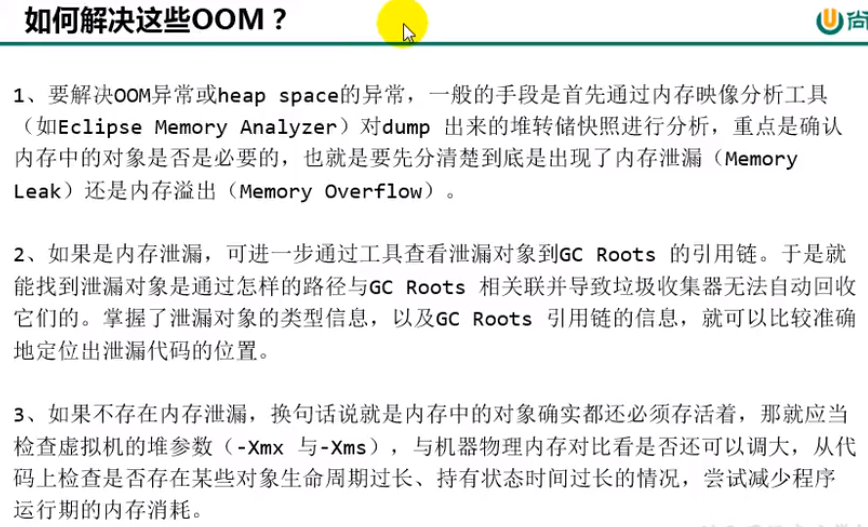 如何解决这些OOM？
尚
1、要解决OOM异常或heap space的异常，一般的手段是首先通过内存映像分析工具
（如Eclipse Memory Analyzer）对dump 出来的堆转储快照进行分析，重点是确认
内存中的对象是否是必要的，也就是要先分清楚到底是出现了内存泄漏（Memory
Leak）还是内存溢出（Memory Overflow）。
2、如果是内存泄漏，可进一步通过工具查看泄漏对象到GC Roots 的引用链。于是就
能找到泄漏对象是通过怎样的路径与GC Roots 相关联并导致垃圾收集器无法自动回收
它们的。掌握了泄漏对象的类型信息，以及GC Roots 引用链的信息，就可以比较准确
地定位出泄漏代码的位置。
3、如果不存在内存泄漏，换句话说就是内存中的对象确实都还必须存活着，那就应当
检查虚拟机的堆参数（-Xmx 与-Xms），与机器物理内存对比看是否还可以调大，从代
码上检查是否存在某些对象生命周期过长、持有状态时间过长的情况，尝试减少程序
运行期的内存消耗。